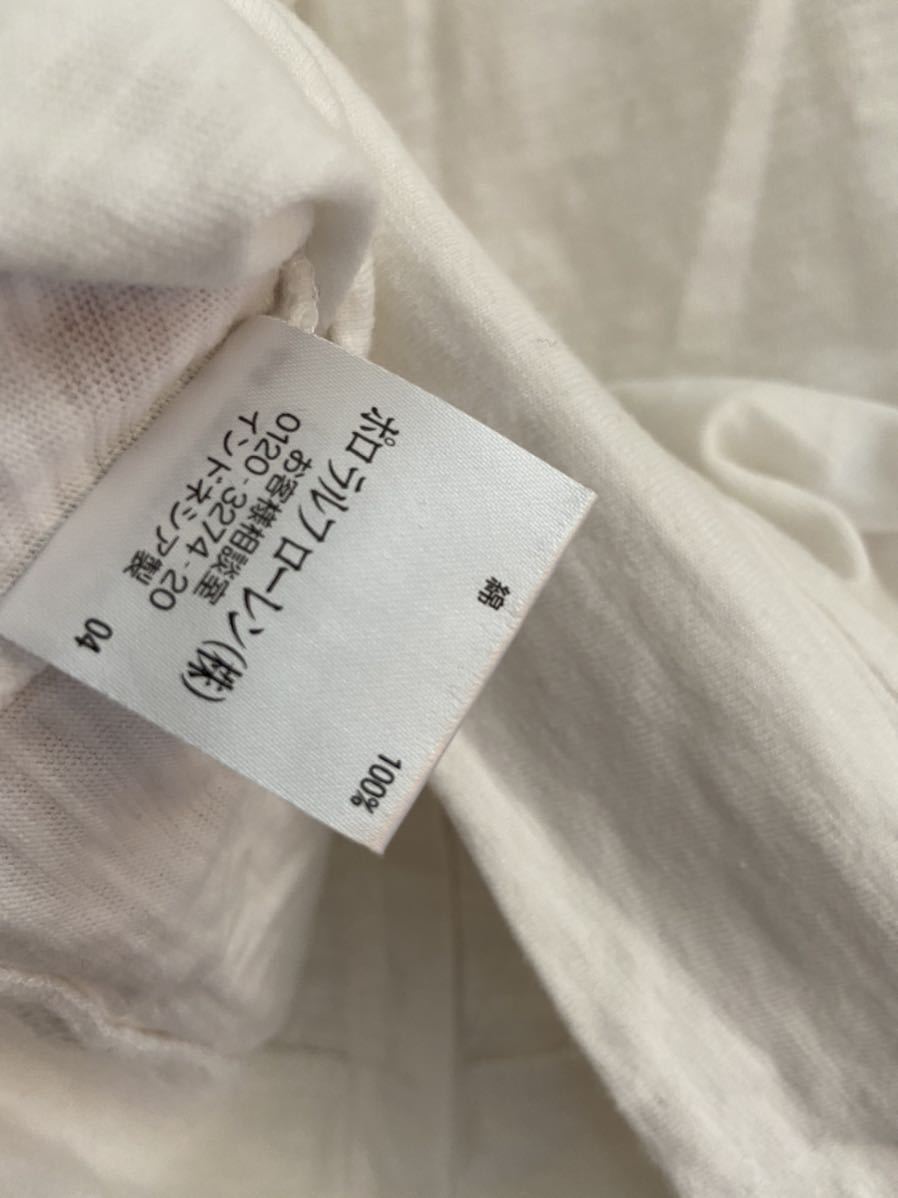 綿 100%
ポロ ラルフ ローレン(株)
お客様相談室
0120-3274-20
インドネシア製
04